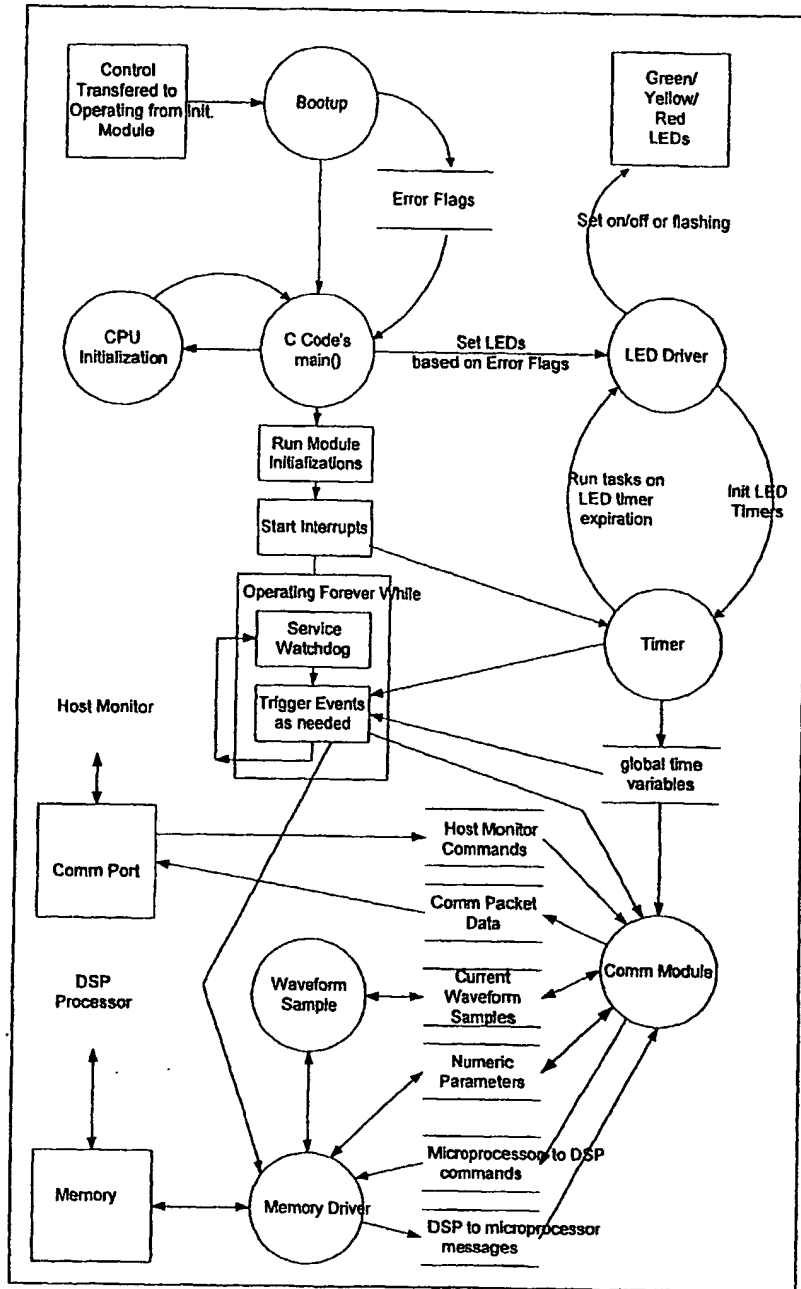 Control
Transfered to
Operating from Init.
Module
Bootup
Green/
Yellow/
Red
LEDs
Error Flags
Set on/off or flashing
CPU
Initialization
C Code's
main()
Set LEDs
based on Error Flags
LED Driver
Run Module
Initializations
Start Interrupts
Run tasks on
LED timer
expiration
Init LED
Timers
Operating Forever While
Service
Watchdog
Trigger Events
as needed
Timer
Host Monitor
global time
variables
Comm Port
Host Monitor
Commands
Comm Packet
Data
DSP
Processor
Waveform
Sample
Current
Waveform
Samples
Comm Module
Numeric
Parameters
Memory
Memory Driver
Microprocessor to DSP
commands
DSP to microprocessor
messages